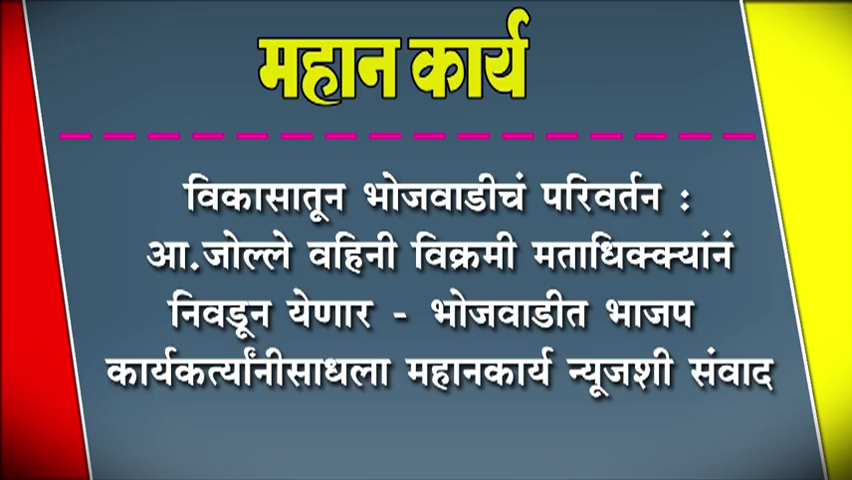 महान कार्य
विकासातून भोजवाडीचं परिवर्तन :
आ.जोल्ले वहिनी विक्रमी मताधिक्क्यांनं
निवडून येणार - भोजवाडीत भाजप
कार्यकर्त्यांनीसाधला महानकार्य न्यूजशी संवाद